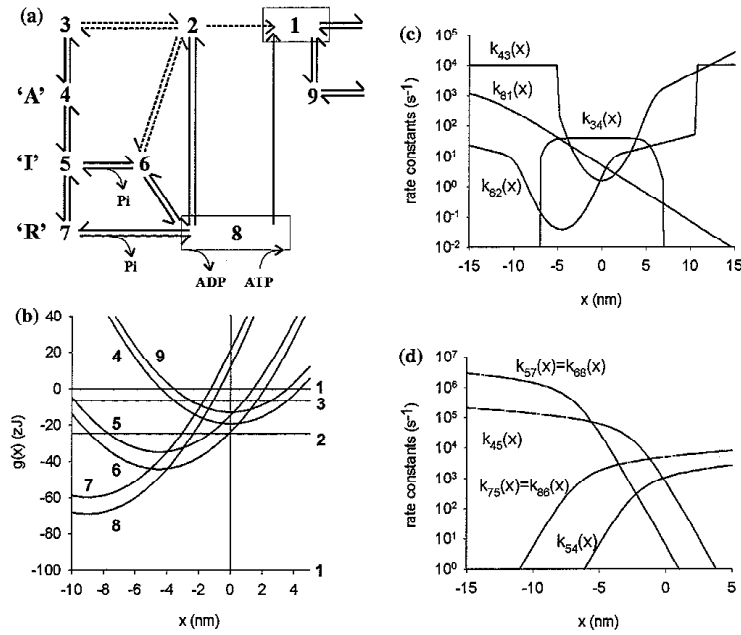 (a)
3 2 1
'A' 4 9
'I' 5 6
Pi
'R' 7 8
Pi ADP ATP
(b)
g(x) (zJ)
40
20
0
-20
-40
-60
-80
-100
4 9
5
6
7
8
1
3
2
1
-10 -8 -6 -4 -2 0 2 4
x (nm)
(c)
rate constants (s⁻¹)
10⁵
10⁴
10³
10²
10¹
10⁰
10⁻¹
10⁻²
k₄₃(x)
k₈₁(x)
k₃₄(x)
k₆₂(x)
-15 -10 -5 0 5 10 15
x (nm)
(d)
rate constants (s⁻¹)
10⁷
10⁶
10⁵
10⁴
10³
10²
10¹
10⁰
k₅₇(x)=k₆₈(x)
k₄₅(x)
k₇₅(x)=k₈₆(x)
k₅₄(x)
-15 -10 -5 0 5
x (nm)